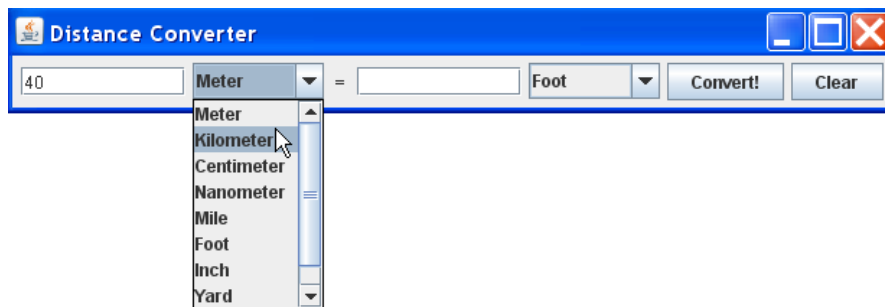 Distance Converter
40 Meter = Foot Convert! Clear
Meter
Kilometer
Centimeter
Nanometer
Mile
Foot
Inch
Yard